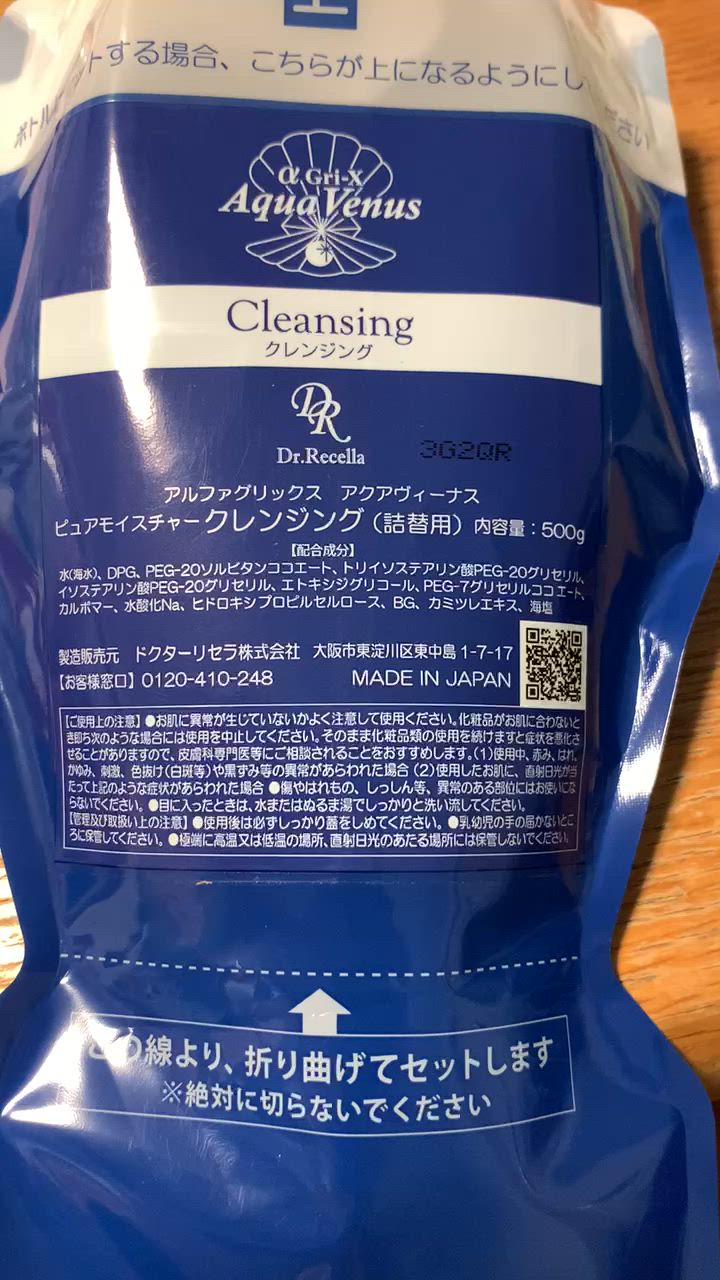 上
ボトルにセットする場合、こちらが上になるようにしてください
α Gri-X
Aqua Venus
Cleansing
クレンジング
DR
Dr.Recella
3G2QR
アルファグリックス アクアヴィーナス
ピュアモイスチャークレンジング(詰替用) 内容量:500g
【配合成分】
水(海水)、DPG、PEG-20ソルビタンココエート、トリイソステアリン酸PEG-20グリセリル、
イソステアリン酸PEG-20グリセリル、エトキシジグリコール、PEG-7グリセリルココエート、
カルボマー、水酸化Na、ヒドロキシプロピルセルロース、BG、カミツレエキス、海塩
製造販売元 ドクターリセラ株式会社 大阪市東淀川区東中島1-7-17
【お客様窓口】0120-410-248 MADE IN JAPAN
【ご使用上の注意】●お肌に異常が生じていないかよく注意して使用ください。化粧品がお肌に合わないと
き即ち次のような場合には使用を中止してください。そのまま化粧品類の使用を続けますと症状を悪化さ
せることがありますので、皮膚科専門医等にご相談されることをおすすめします。(1)使用中、赤み、はれ、
かゆみ、刺激、色抜け(白斑等)や黒ずみ等の異常があらわれた場合 (2)使用したお肌に、直射日光が当
たって上記のような症状があらわれた場合 ●傷やはれもの、しっしん等、異常のある部位にはお使いにな
らないでください。●目に入ったときは、水またはぬるま湯でしっかりと洗い流してください。
【管理及び取扱い上の注意】●使用後は必ずしっかり蓋をしめてください。●乳幼児の手の届かないとこ
ろに保管してください。●極端に高温又は低温の場所、直射日光のあたる場所には保管しないでください。
この線より、折り曲げてセットします
※絶対に切らないでください